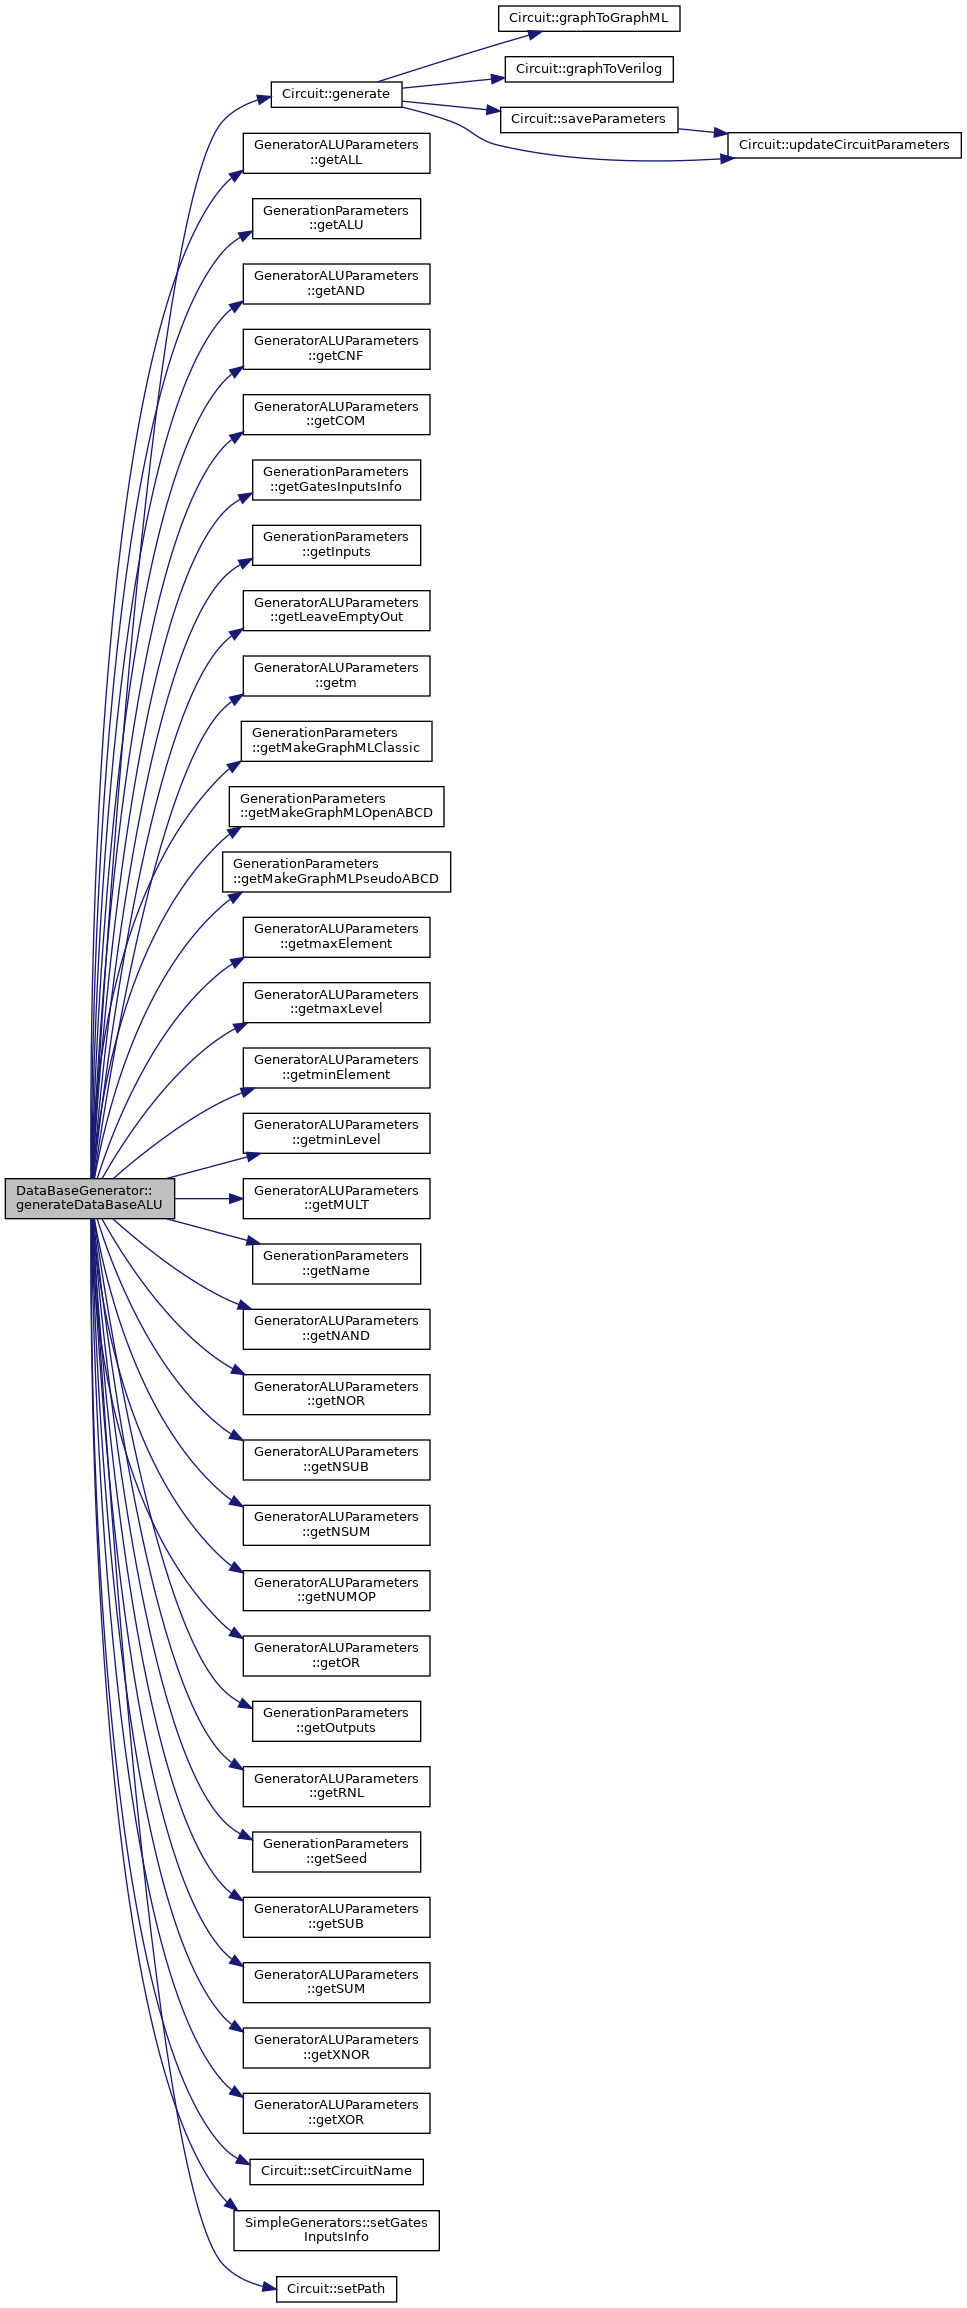 Circuit::graphToGraphML
Circuit::graphToVerilog
Circuit::generate
Circuit::saveParameters
Circuit::updateCircuitParameters
GeneratorALUParameters
::getALL
GenerationParameters
::getALU
GeneratorALUParameters
::getAND
GeneratorALUParameters
::getCNF
GeneratorALUParameters
::getCOM
GenerationParameters
::getGatesInputsInfo
GenerationParameters
::getInputs
GeneratorALUParameters
::getLeaveEmptyOut
GeneratorALUParameters
::getm
GenerationParameters
::getMakeGraphMLClassic
GenerationParameters
::getMakeGraphMLOpenABCD
GenerationParameters
::getMakeGraphMLPseudoABCD
GeneratorALUParameters
::getmaxElement
GeneratorALUParameters
::getmaxLevel
GeneratorALUParameters
::getminElement
GeneratorALUParameters
::getminLevel
DataBaseGenerator::
generateDataBaseALU
GeneratorALUParameters
::getMULT
GenerationParameters
::getName
GeneratorALUParameters
::getNAND
GeneratorALUParameters
::getNOR
GeneratorALUParameters
::getNSUB
GeneratorALUParameters
::getNSUM
GeneratorALUParameters
::getNUMOP
GeneratorALUParameters
::getOR
GenerationParameters
::getOutputs
GeneratorALUParameters
::getRNL
GenerationParameters
::getSeed
GeneratorALUParameters
::getSUB
GeneratorALUParameters
::getSUM
GeneratorALUParameters
::getXNOR
GeneratorALUParameters
::getXOR
Circuit::setCircuitName
SimpleGenerators::setGates
InputsInfo
Circuit::setPath